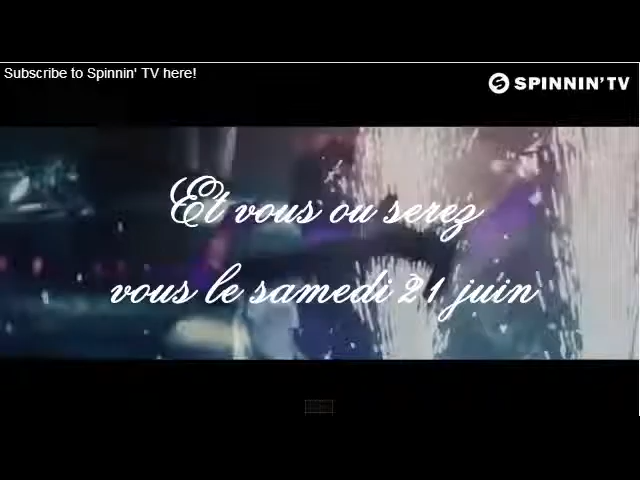 Subscribe to Spinnin' TV here!
SPINNIN' TV
Et vous ou serez
vous le samedi 21 juin